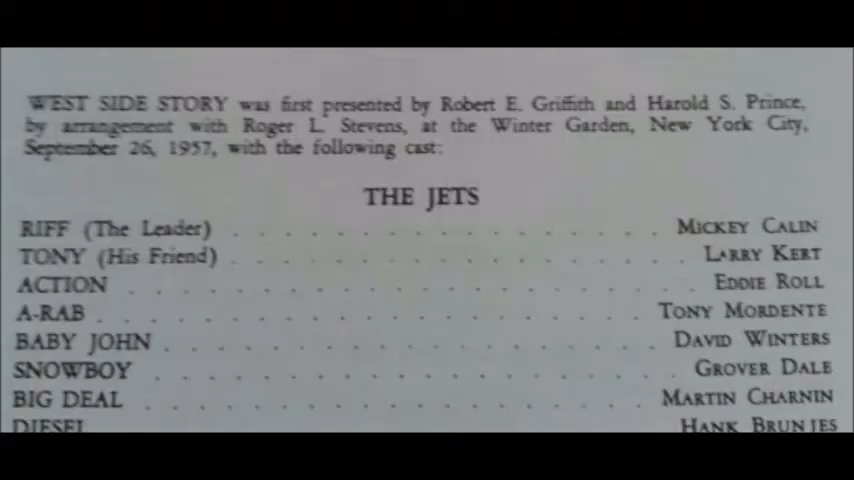 WEST SIDE STORY was first presented by Robert E. Griffith and Harold S. Prince,
by arrangement with Roger L. Stevens, at the Winter Garden, New York City,
September 26, 1957, with the following cast:
THE JETS
RIFF (The Leader) . . . . . . . . . . . . . . . . . . . . MICKEY CALIN
TONY (His Friend) . . . . . . . . . . . . . . . . . . . . LARRY KERT
ACTION . . . . . . . . . . . . . . . . . . . . . . . . . EDDIE ROLL
A-RAB . . . . . . . . . . . . . . . . . . . . . . . . . TONY MORDENTE
BABY JOHN . . . . . . . . . . . . . . . . . . . . . . . DAVID WINTERS
SNOWBOY . . . . . . . . . . . . . . . . . . . . . . . . GROVER DALE
BIG DEAL . . . . . . . . . . . . . . . . . . . . . . . . MARTIN CHARNIN
DIESEL HANK BRUNJES